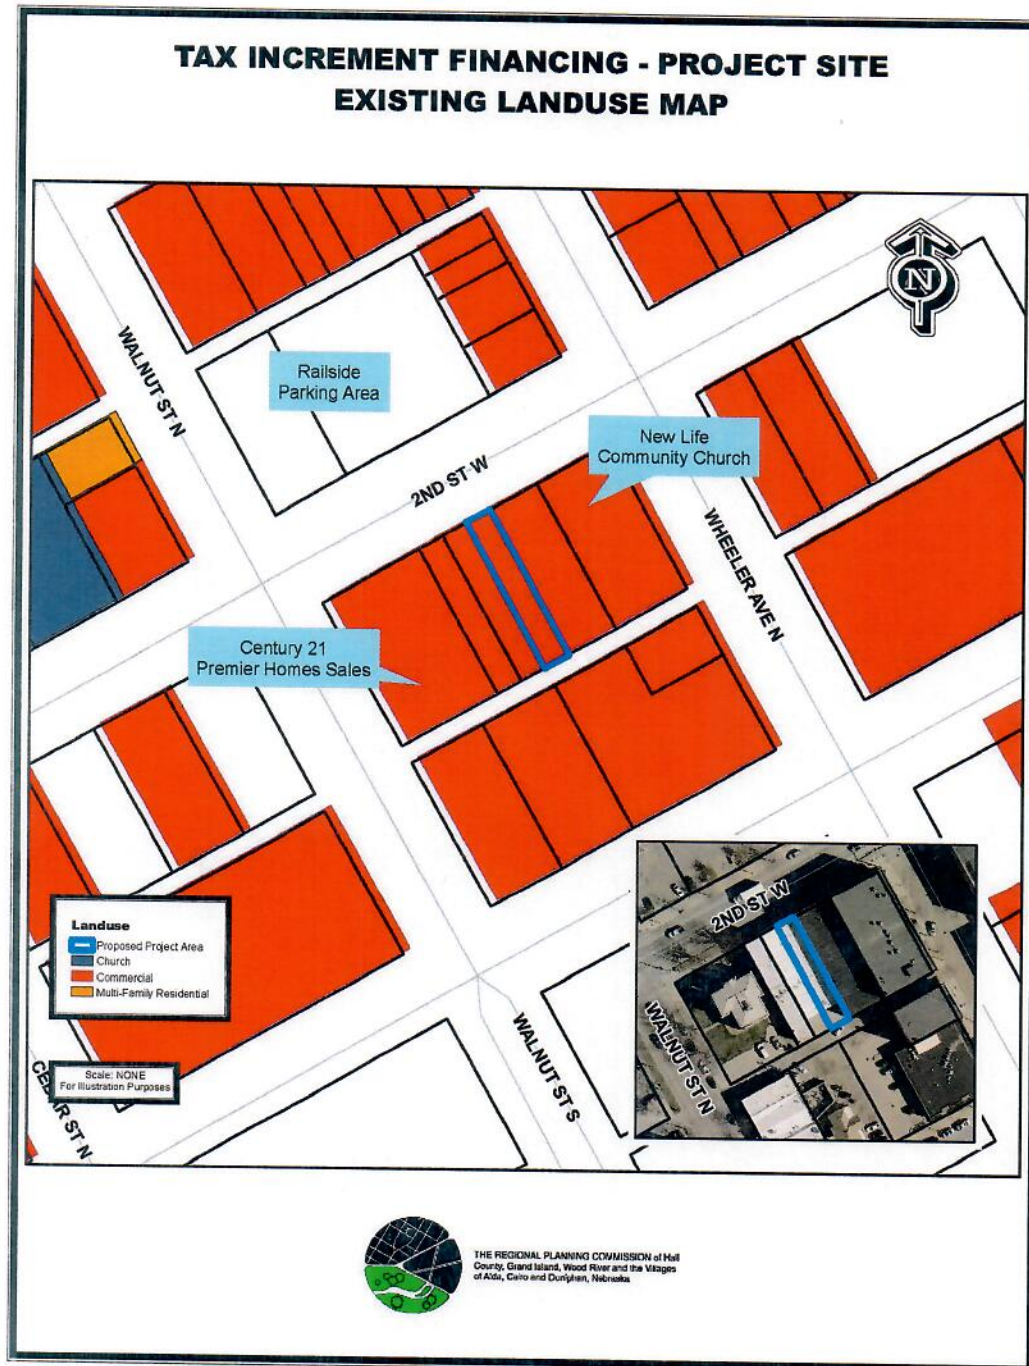 TAX INCREMENT FINANCING - PROJECT SITE
EXISTING LANDUSE MAP
N
WALNUT ST N
Railside
Parking Area
New Life
Community Church
2ND ST W
WHEELER AVE N
Century 21
Premier Homes Sales
Landuse
Proposed Project Area
Church
Commercial
Multi-Family Residential
Scale: NONE
For Illustration Purposes
CEDAR ST N
WALNUT ST S
2ND ST W
WALNUT ST N
THE REGIONAL PLANNING COMMISSION of Hall
County, Grand Island, Wood River and the Villages
of Alda, Cairo and Doniphan, Nebraska